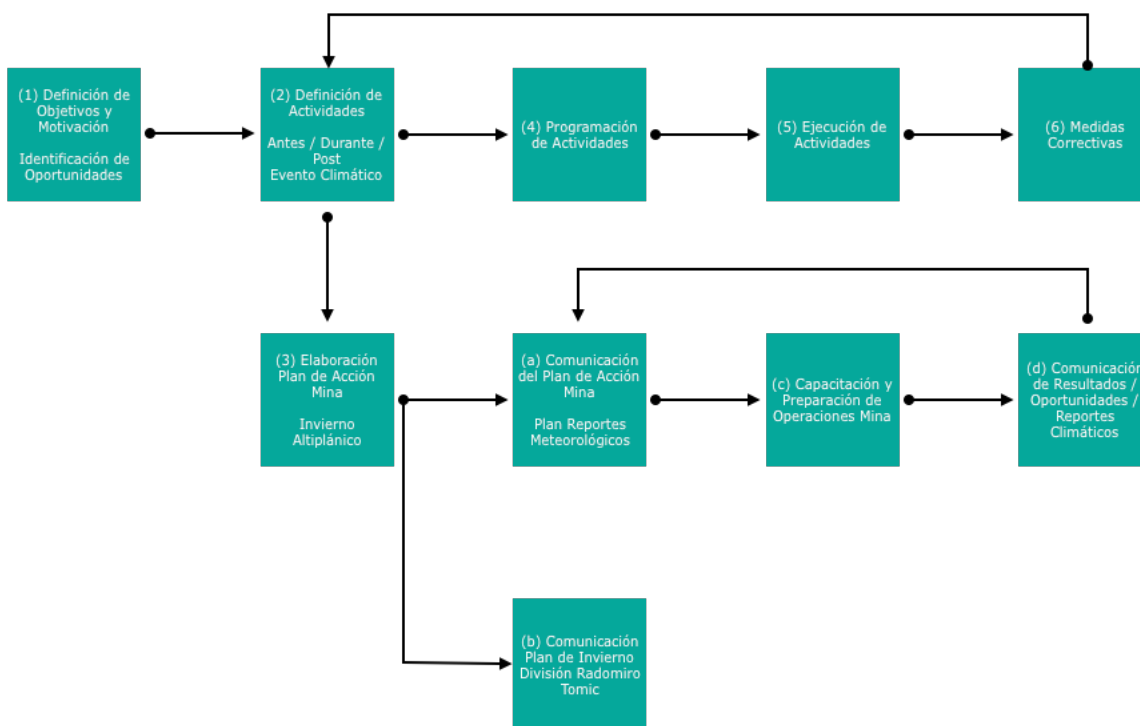 (1) Definición de
Objetivos y
Motivación
Identificación de
Oportunidades
(2) Definición de
Actividades
Antes / Durante /
Post
Evento Climático
(4) Programación
de Actividades
(5) Ejecución de
Actividades
(6) Medidas
Correctivas
(3) Elaboración
Plan de Acción
Mina
Invierno
Altiplánico
(a) Comunicación
del Plan de Acción
Mina
Plan Reportes
Meteorológicos
(c) Capacitación y
Preparación de
Operaciones Mina
(d) Comunicación
de Resultados /
Oportunidades /
Reportes
Climáticos
(b) Comunicación
Plan de Invierno
División Radomiro
Tomic